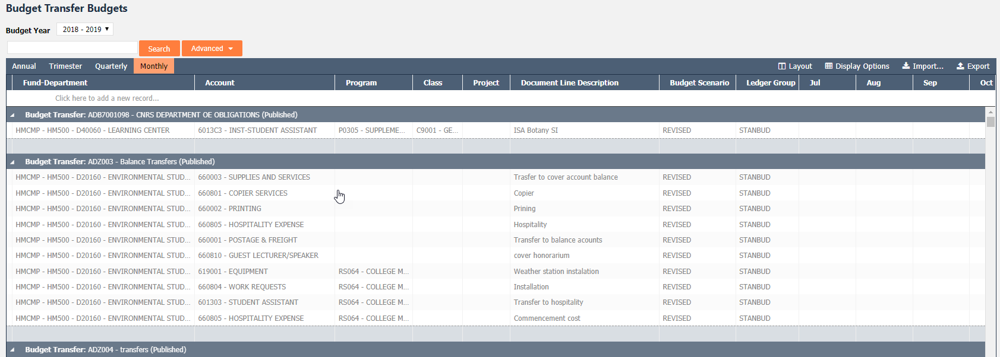 Budget Transfer Budgets
Budget Year 2018 - 2019
Search Advanced
Annual Trimester Quarterly Monthly Layout Display Options Import... Export
Fund-Department Account Program Class Project Document Line Description Budget Scenario Ledger Group Jul Aug Sep Oct
Click here to add a new record...
Budget Transfer: ADB7001098 - CNRS DEPARTMENT OE OBLIGATIONS (Published)
HMCMP - HM500 - D40060 - LEARNING CENTER 6013C3 - INST-STUDENT ASSISTANT P0305 - SUPPLEME... C9001 - GE... ISA Botany SI REVISED STANBUD
Budget Transfer: ADZ003 - Balance Transfers (Published)
HMCMP - HM500 - D20160 - ENVIRONMENTAL STUD... 660003 - SUPPLIES AND SERVICES Trasfer to cover account balance REVISED STANBUD
HMCMP - HM500 - D20160 - ENVIRONMENTAL STUD... 660801 - COPIER SERVICES Copier REVISED STANBUD
HMCMP - HM500 - D20160 - ENVIRONMENTAL STUD... 660002 - PRINTING Prining REVISED STANBUD
HMCMP - HM500 - D20160 - ENVIRONMENTAL STUD... 660805 - HOSPITALITY EXPENSE Hospitality REVISED STANBUD
HMCMP - HM500 - D20160 - ENVIRONMENTAL STUD... 660001 - POSTAGE & FREIGHT Transfer to balance acounts REVISED STANBUD
HMCMP - HM500 - D20160 - ENVIRONMENTAL STUD... 660810 - GUEST LECTURER/SPEAKER cover honorarium REVISED STANBUD
HMCMP - HM500 - D20160 - ENVIRONMENTAL STUD... 619001 - EQUIPMENT RS064 - COLLEGE M... Weather station instalation REVISED STANBUD
HMCMP - HM500 - D20160 - ENVIRONMENTAL STUD... 660804 - WORK REQUESTS RS064 - COLLEGE M... Installation REVISED STANBUD
HMCMP - HM500 - D20160 - ENVIRONMENTAL STUD... 601303 - STUDENT ASSISTANT RS064 - COLLEGE M... Transfer to hospitality REVISED STANBUD
HMCMP - HM500 - D20160 - ENVIRONMENTAL STUD... 660805 - HOSPITALITY EXPENSE RS064 - COLLEGE M... Commencement cost REVISED STANBUD
Budget Transfer: ADZ004 - transfers (Published)